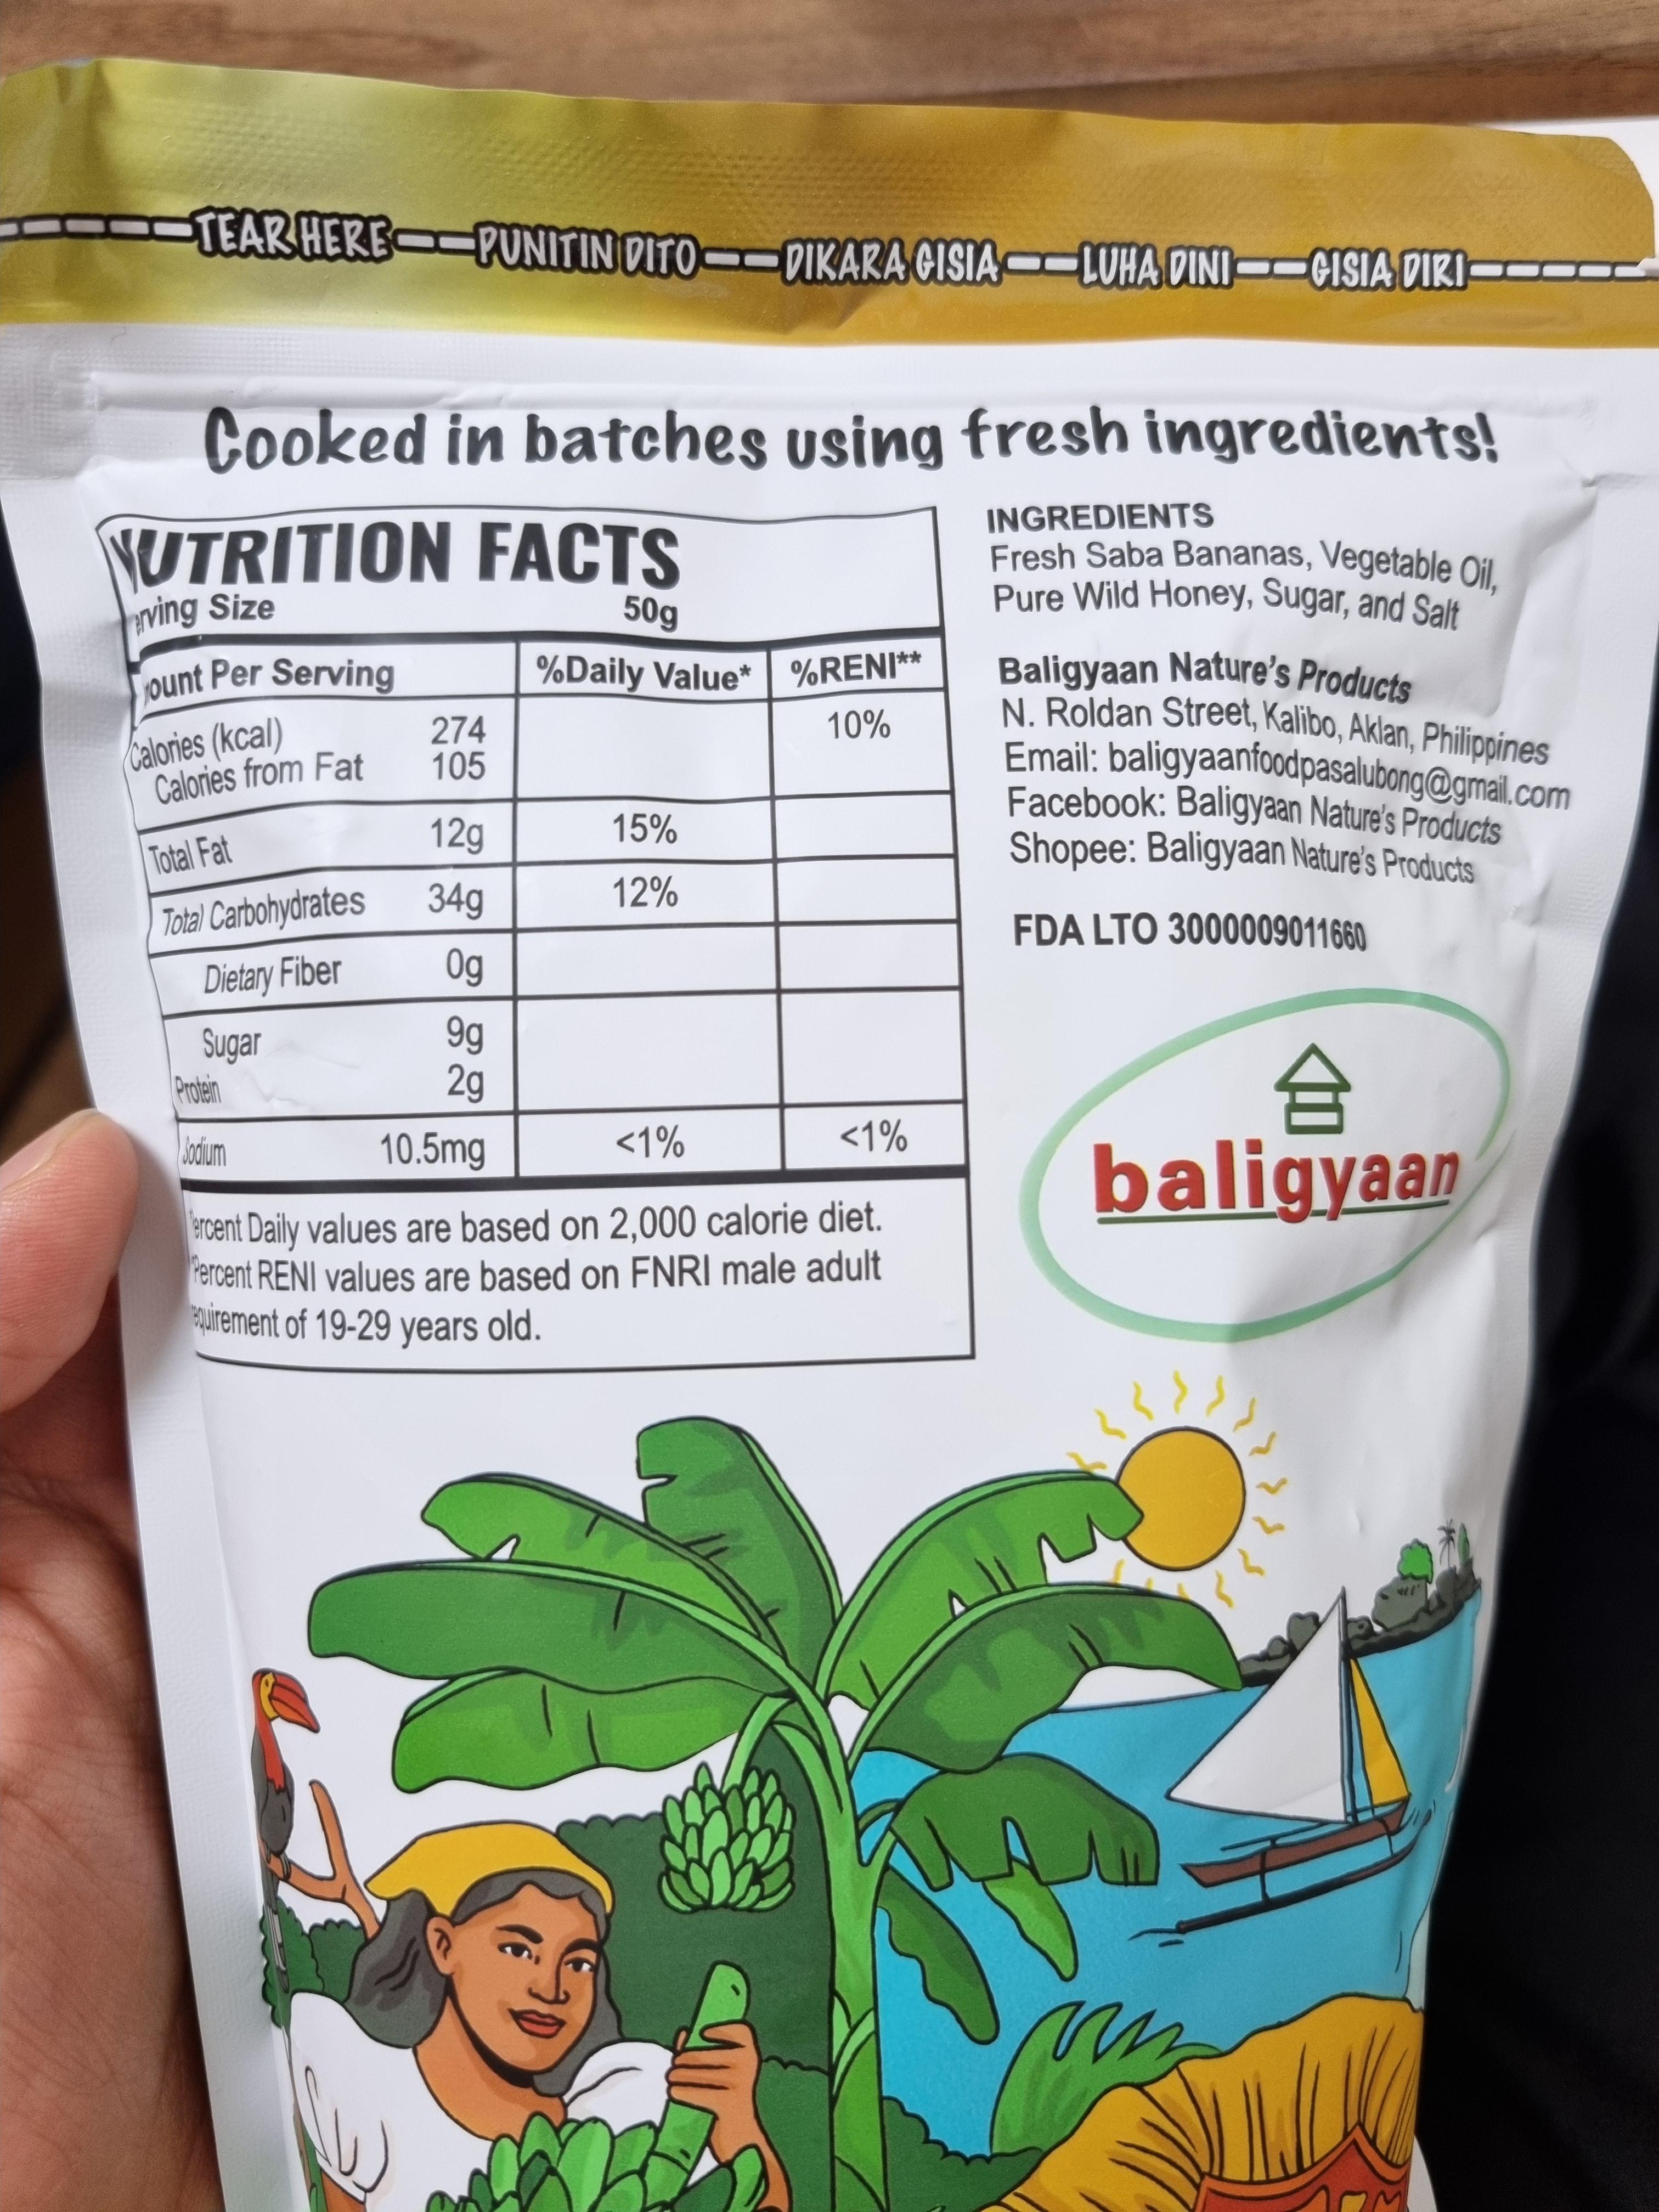 TEAR HERE PUNITIN DITO DIKARA GISIA LUHA DINI GISIA DIRI
Cooked in batches using fresh ingredients!
NUTRITION FACTS
erving Size 50g
ount Per Serving %Daily Value* %RENI**
Calories (kcal) 274 10%
Calories from Fat 105
Total Fat 12g 15%
Total Carbohydrates 34g 12%
Dietary Fiber 0g
Sugar 9g
Protein 2g
Sodium 10.5mg <1% <1%
Percent Daily values are based on 2,000 calorie diet.
*Percent RENI values are based on FNRI male adult
equirement of 19-29 years old.
INGREDIENTS
Fresh Saba Bananas, Vegetable Oil,
Pure Wild Honey, Sugar, and Salt
Baligyaan Nature's Products
N. Roldan Street, Kalibo, Aklan, Philippines
Email: baligyaanfoodpasalubong@gmail.com
Facebook: Baligyaan Nature's Products
Shopee: Baligyaan Nature's Products
FDA LTO 3000009011660
baligyaan